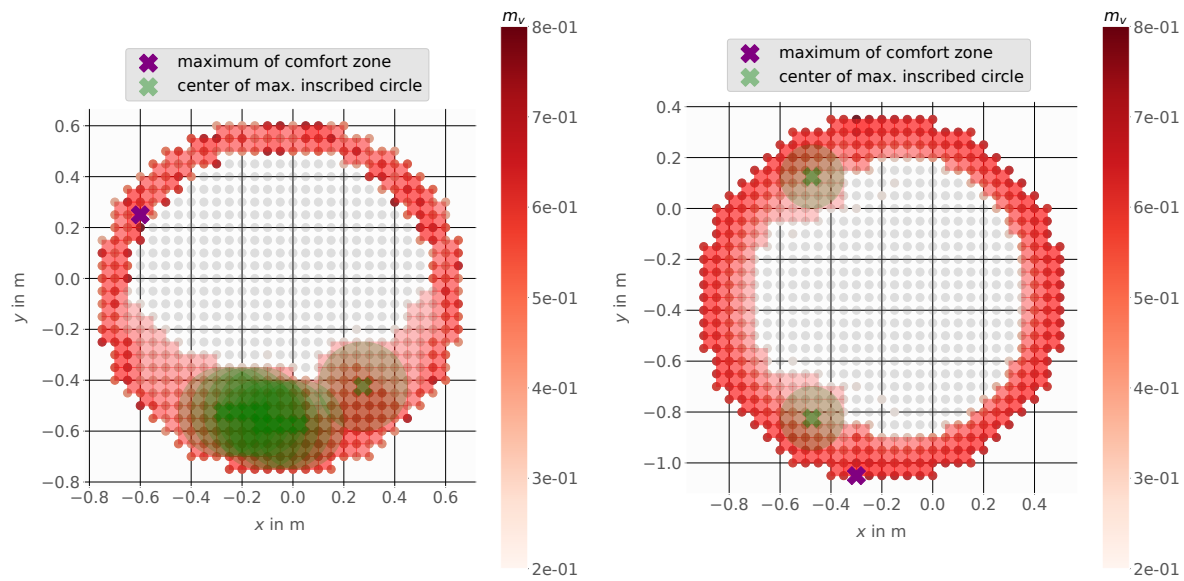 maximum of comfort zone
center of max. inscribed circle
0.6
0.4
0.2
0.0
−0.2
−0.4
−0.6
−0.8
y in m
−0.8 −0.6 −0.4 −0.2 0.0 0.2 0.4 0.6
x in m
m_v
8e-01
7e-01
6e-01
5e-01
4e-01
3e-01
2e-01
maximum of comfort zone
center of max. inscribed circle
0.4
0.2
0.0
−0.2
−0.4
−0.6
−0.8
−1.0
y in m
−0.8 −0.6 −0.4 −0.2 0.0 0.2 0.4
x in m
m_v
8e-01
7e-01
6e-01
5e-01
4e-01
3e-01
2e-01